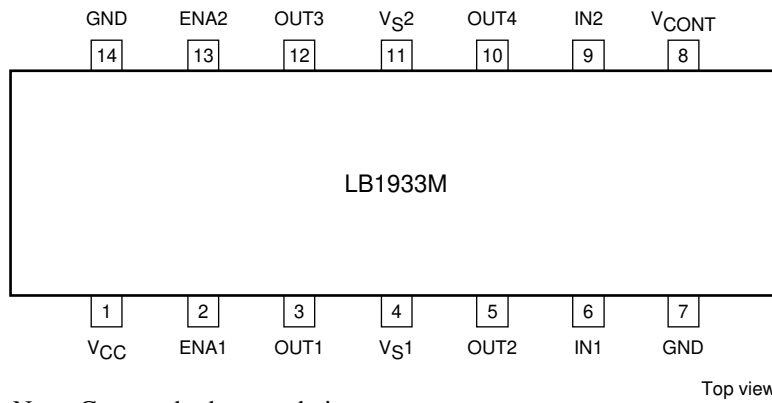 GND ENA2 OUT3 VS2 OUT4 IN2 VCONT
14 13 12 11 10 9 8
LB1933M
1 2 3 4 5 6 7
VCC ENA1 OUT1 VS1 OUT2 IN1 GND
Top view